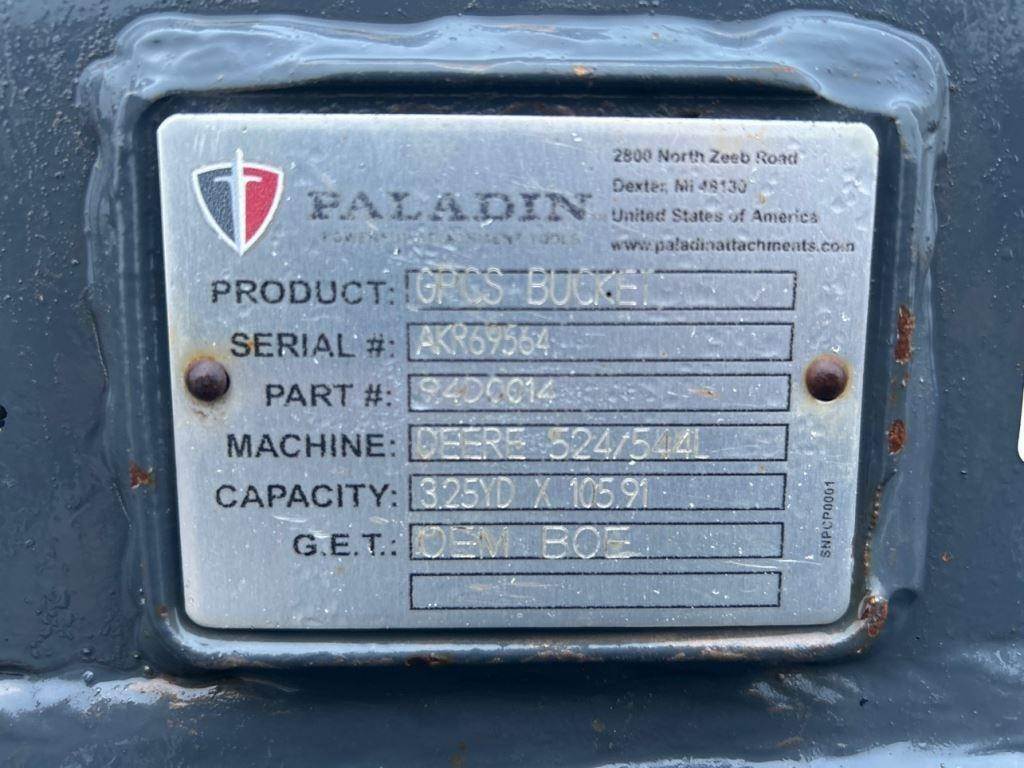 PALADIN
2800 North Zeeb Road
Dexter, MI 48130
United States of America
www.paladinattachments.com
PRODUCT: GPCS BUCKET
SERIAL #: AKR69564
PART #: 94D0014
MACHINE: DEERE 524/544L
CAPACITY: 3.25YD X 105.91
G.E.T.: OEM BOE
SNPCP0001